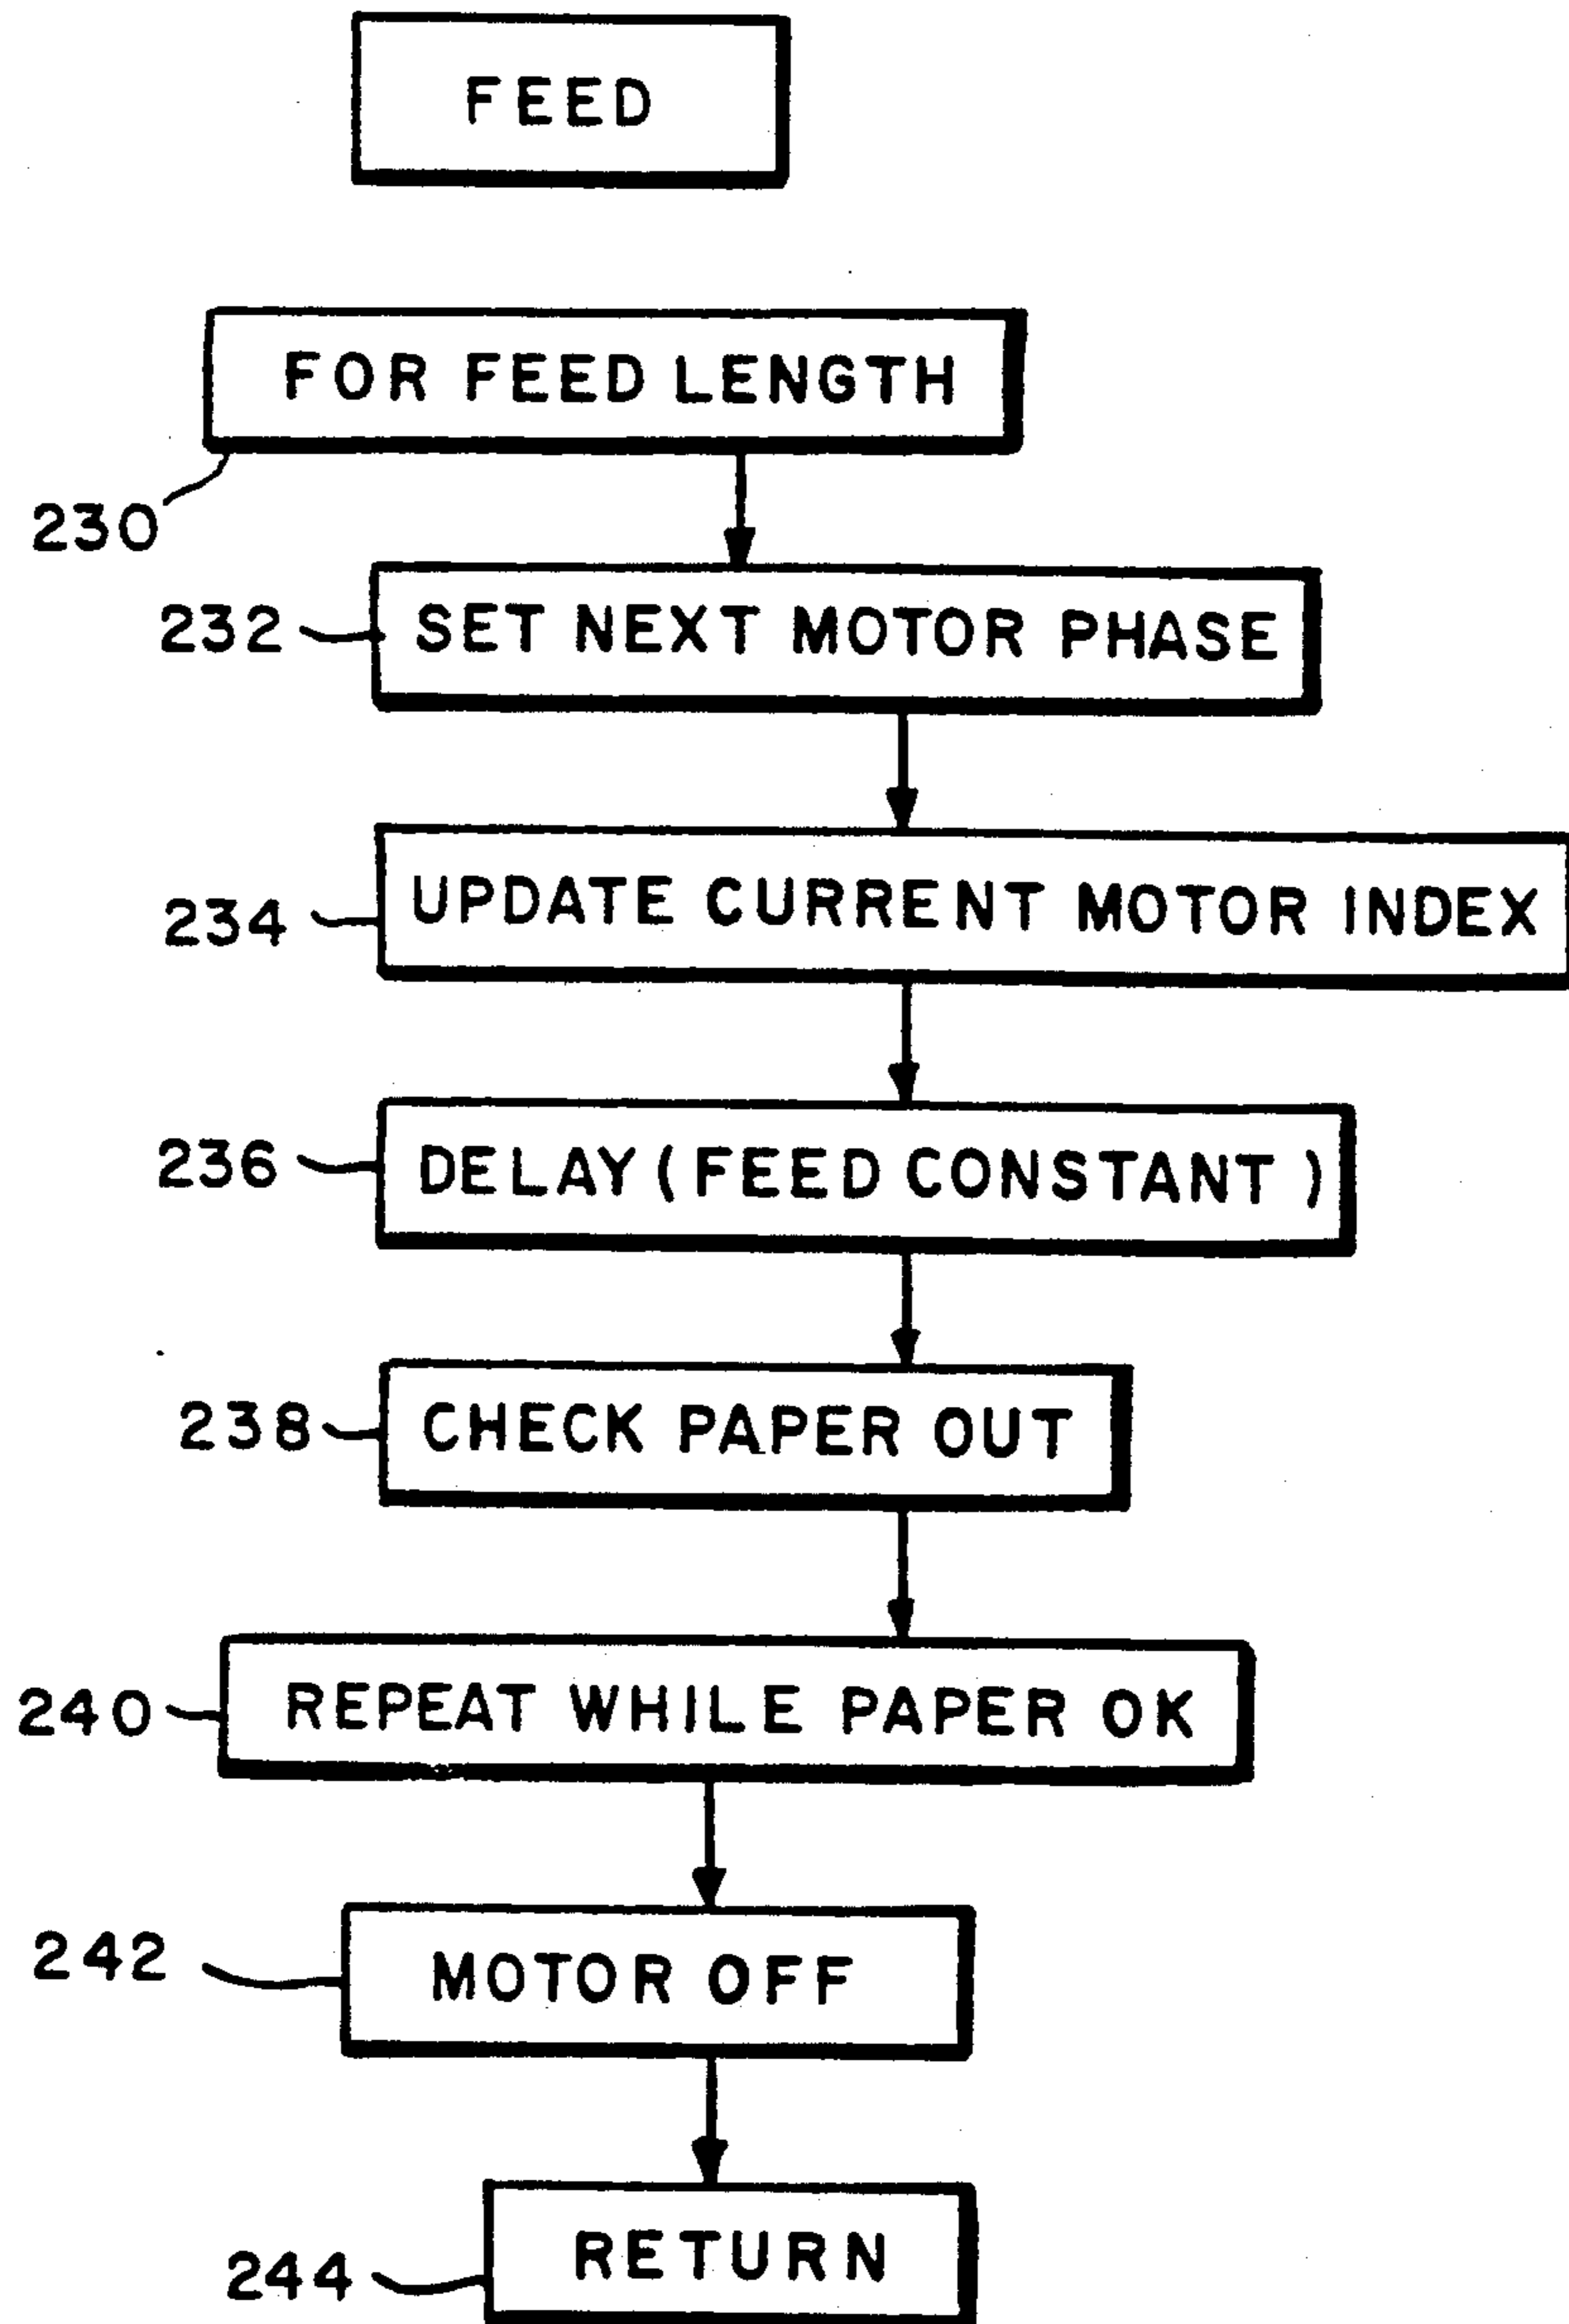 FEED
FOR FEED LENGTH
230
232 SET NEXT MOTOR PHASE
234 UPDATE CURRENT MOTOR INDEX
236 DELAY (FEED CONSTANT)
238 CHECK PAPER OUT
240 REPEAT WHILE PAPER OK
242 MOTOR OFF
244 RETURN